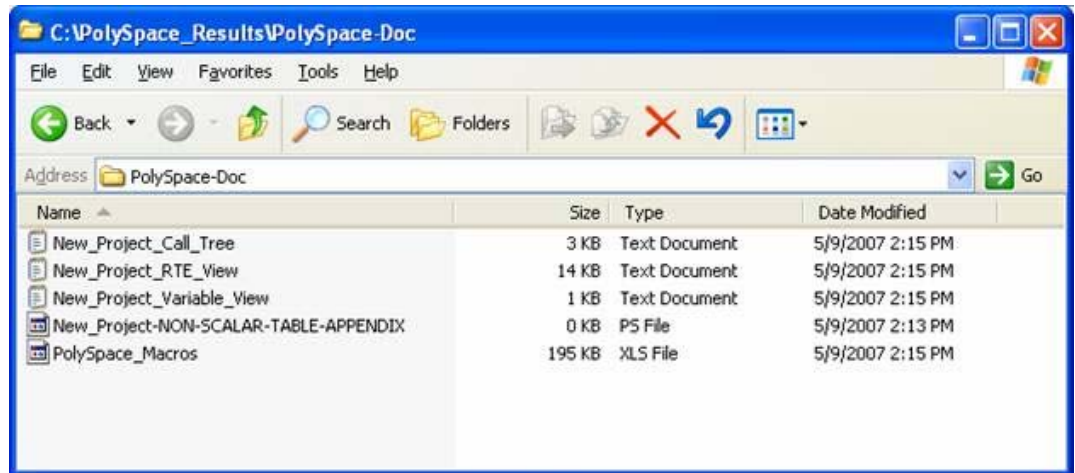 C:\PolySpace_Results\PolySpace-Doc
File Edit View Favorites Tools Help
Back Search Folders
Address PolySpace-Doc Go
Name Size Type Date Modified
New_Project_Call_Tree 3 KB Text Document 5/9/2007 2:15 PM
New_Project_RTE_View 14 KB Text Document 5/9/2007 2:15 PM
New_Project_Variable_View 1 KB Text Document 5/9/2007 2:15 PM
New_Project-NON-SCALAR-TABLE-APPENDIX 0 KB PS File 5/9/2007 2:13 PM
PolySpace_Macros 195 KB XLS File 5/9/2007 2:15 PM